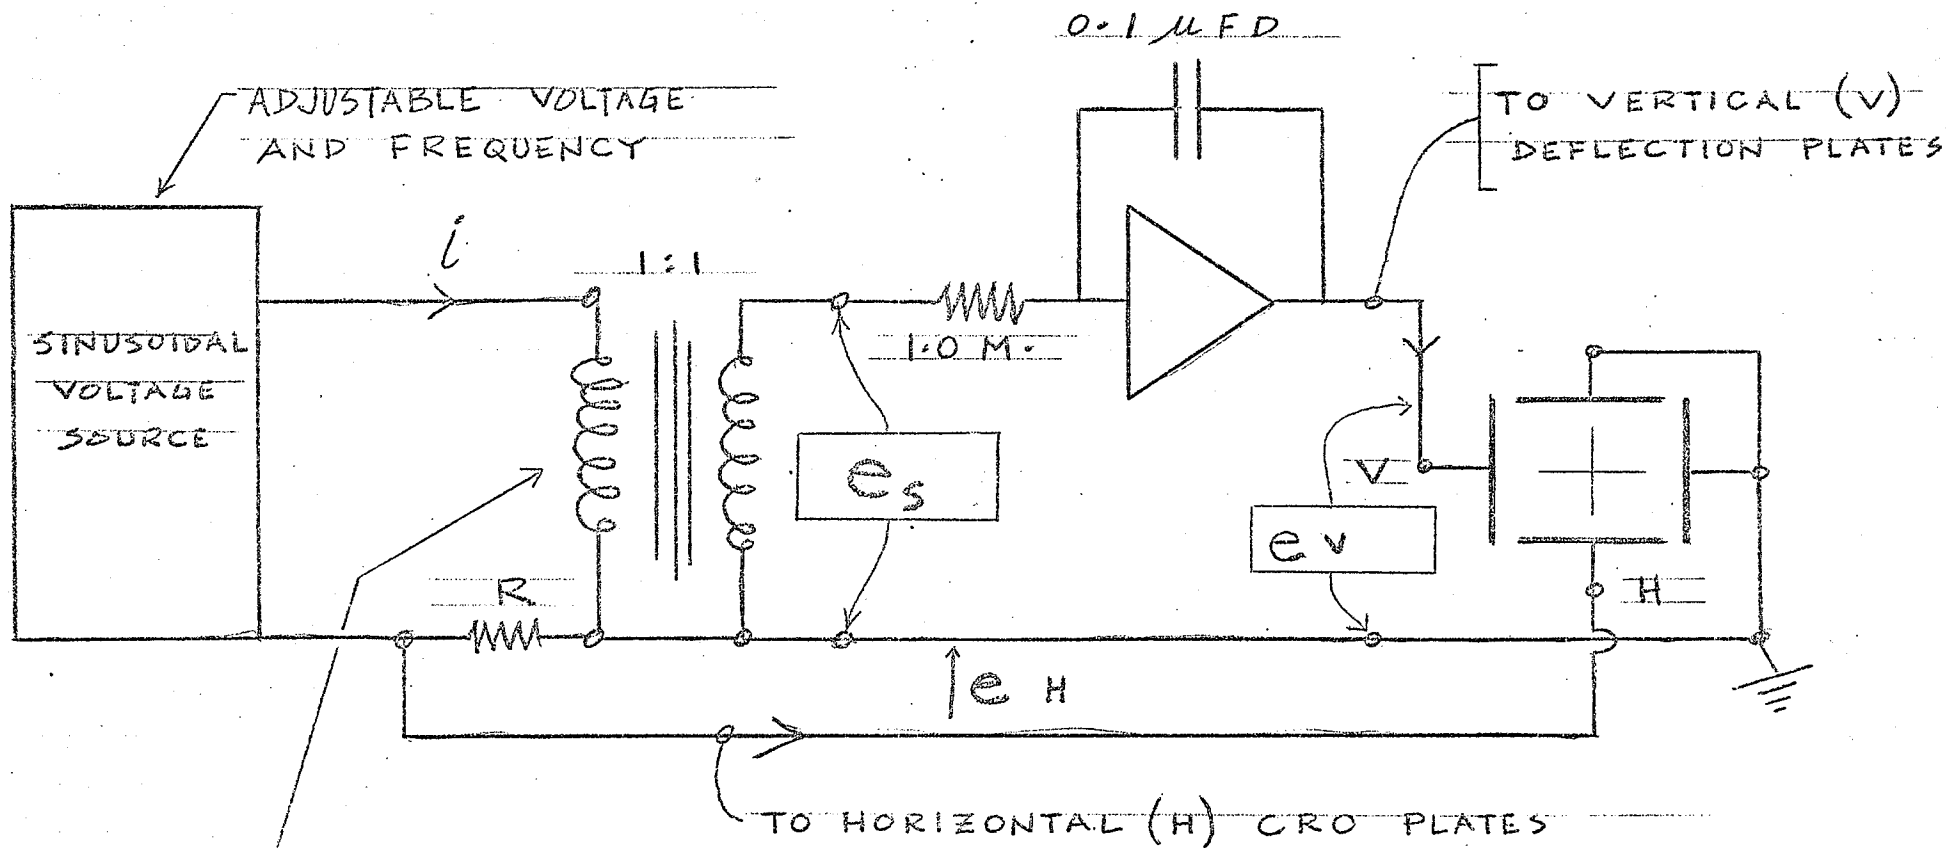 0.1 μFD
ADJUSTABLE VOLTAGE
AND FREQUENCY
TO VERTICAL (V)
DEFLECTION PLATES
i
1:1
SINUSOIDAL
VOLTAGE
SOURCE
1.0 M.
es
V
ev
R
H
eH
TO HORIZONTAL (H) CRO PLATES